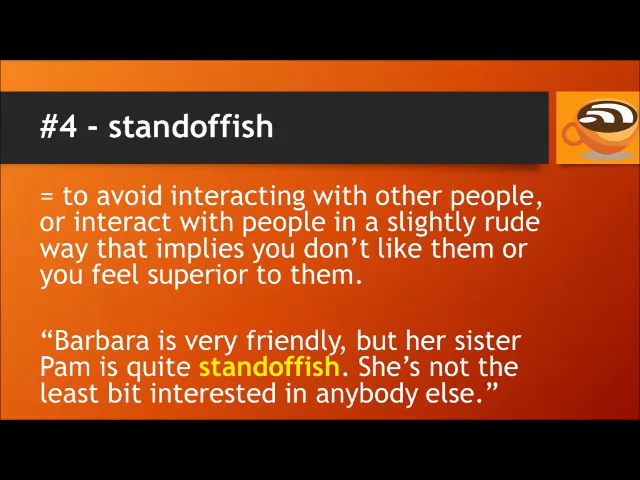 #4 - standoffish
= to avoid interacting with other people,
or interact with people in a slightly rude
way that implies you don’t like them or
you feel superior to them.
“Barbara is very friendly, but her sister
Pam is quite standoffish. She’s not the
least bit interested in anybody else.”